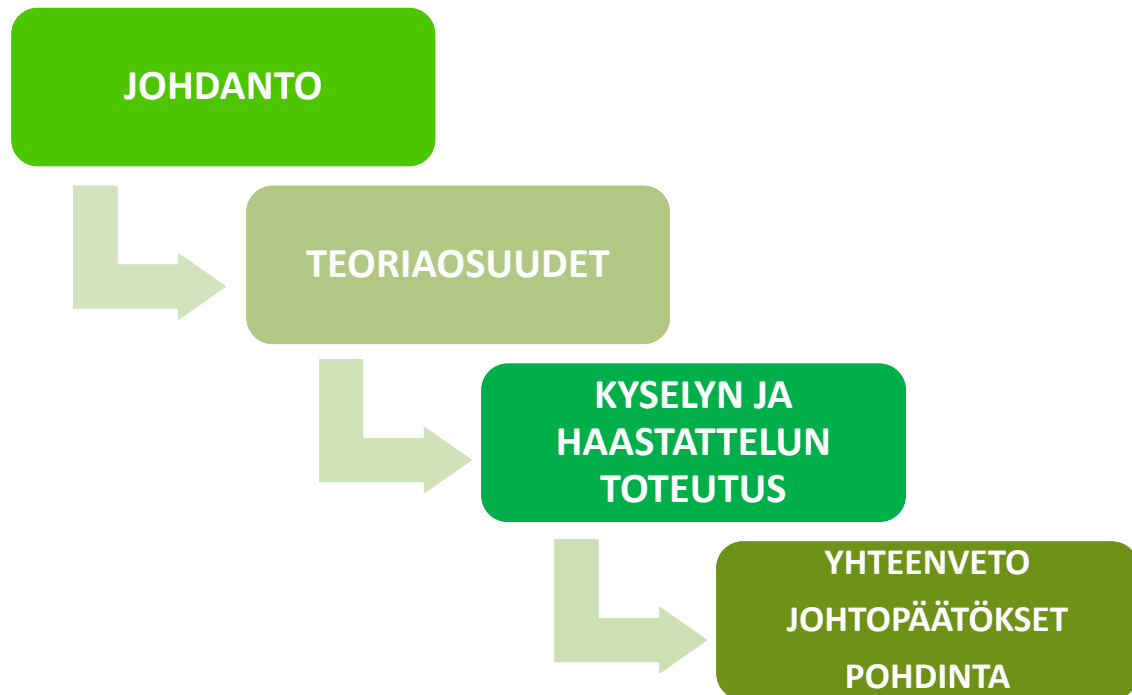 JOHDANTO
TEORIAOSUUDET
KYSELYN JA
HAASTATTELUN
TOTEUTUS
YHTEENVETO
JOHTOPÄÄTÖKSET
POHDINTA